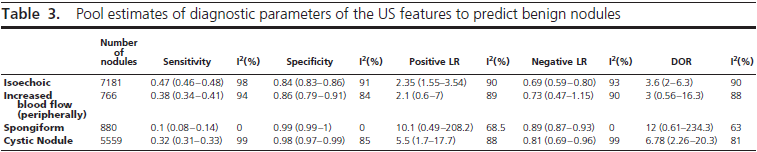 Table 3. Pool estimates of diagnostic parameters of the US features to predict benign nodules
Number of nodules Sensitivity I²(%) Specificity I²(%) Positive LR I²(%) Negative LR I²(%) DOR I²(%)
Isoechoic 7181 0.47 (0.46–0.48) 98 0.84 (0.83–0.86) 91 2.35 (1.55–3.54) 90 0.69 (0.59–0.80) 93 3.6 (2–6.3) 90
Increased blood flow (peripherally) 766 0.38 (0.34–0.41) 94 0.86 (0.79–0.91) 84 2.1 (0.6–7) 89 0.73 (0.47–1.15) 90 3 (0.56–16.3) 88
Spongiform 880 0.1 (0.08–0.14) 0 0.99 (0.99–1) 0 10.1 (0.49–208.2) 68.5 0.89 (0.87–0.93) 0 12 (0.61–234.3) 63
Cystic Nodule 5559 0.32 (0.31–0.33) 99 0.98 (0.97–0.99) 85 5.5 (1.7–17.7) 88 0.81 (0.69–0.96) 99 6.78 (2.26–20.3) 81